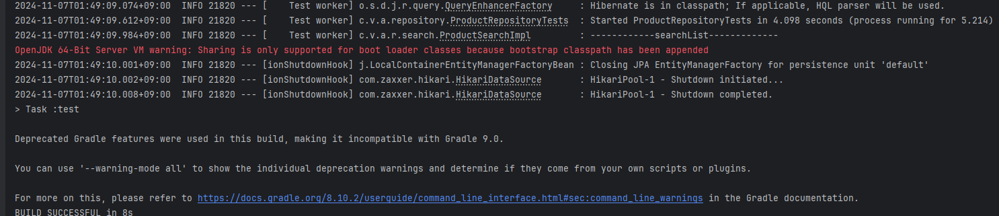 2024-11-07T01:49:09.074+09:00  INFO 21820 --- [    Test worker] o.s.d.j.r.query.QueryEnhancerFactory     : Hibernate is in classpath; If applicable, HQL parser will be used.
2024-11-07T01:49:09.612+09:00  INFO 21820 --- [    Test worker] c.v.a.repository.ProductRepositoryTests  : Started ProductRepositoryTests in 4.098 seconds (process running for 5.214)
2024-11-07T01:49:09.984+09:00  INFO 21820 --- [    Test worker] c.v.a.r.search.ProductSearchImpl         : ------------searchList-------------
OpenJDK 64-Bit Server VM warning: Sharing is only supported for boot loader classes because bootstrap classpath has been appended
2024-11-07T01:49:10.001+09:00  INFO 21820 --- [ionShutdownHook] j.LocalContainerEntityManagerFactoryBean : Closing JPA EntityManagerFactory for persistence unit 'default'
2024-11-07T01:49:10.002+09:00  INFO 21820 --- [ionShutdownHook] com.zaxxer.hikari.HikariDataSource       : HikariPool-1 - Shutdown initiated...
2024-11-07T01:49:10.008+09:00  INFO 21820 --- [ionShutdownHook] com.zaxxer.hikari.HikariDataSource       : HikariPool-1 - Shutdown completed.
> Task :test
Deprecated Gradle features were used in this build, making it incompatible with Gradle 9.0.
You can use '--warning-mode all' to show the individual deprecation warnings and determine if they come from your own scripts or plugins.
For more on this, please refer to https://docs.gradle.org/8.10.2/userguide/command_line_interface.html#sec:command_line_warnings in the Gradle documentation.
BUILD SUCCESSFUL in 8s